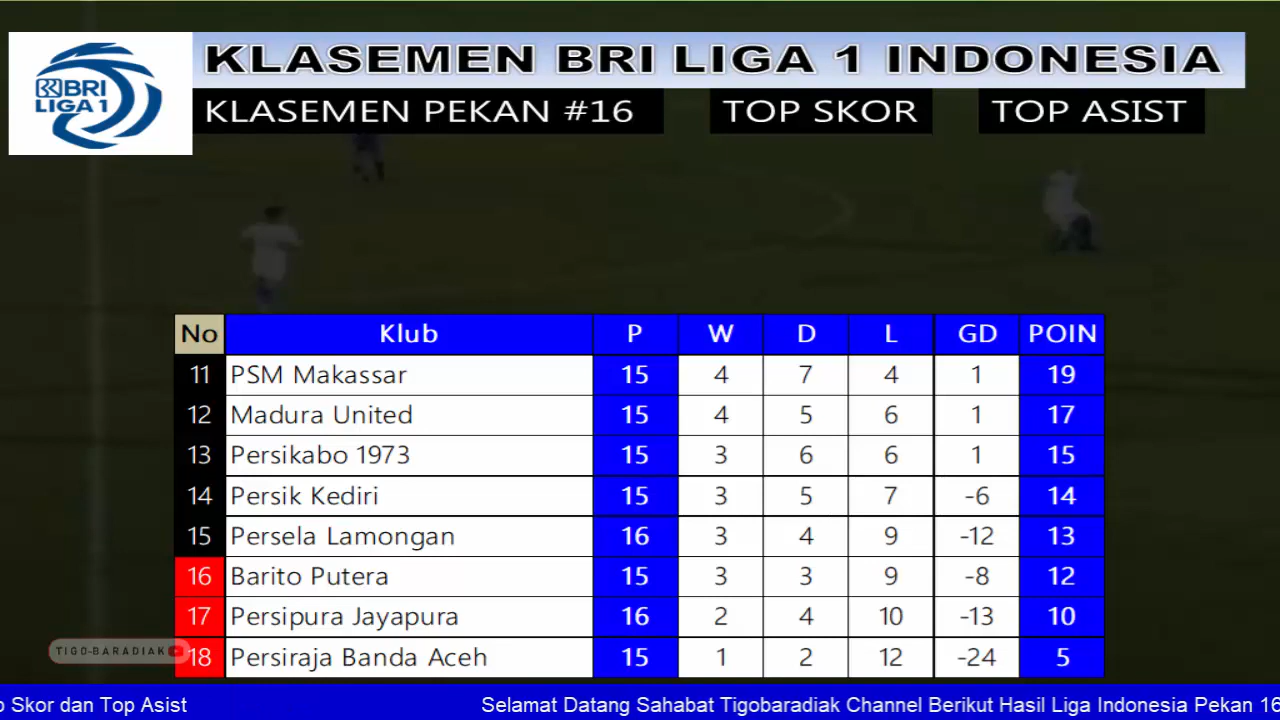 KLASEMEN BRI LIGA 1 INDONESIA
BRI
LIGA 1
KLASEMEN PEKAN #16 TOP SKOR TOP ASIST
No Klub P W D L GD POIN
11 PSM Makassar 15 4 7 4 1 19
12 Madura United 15 4 5 6 1 17
13 Persikabo 1973 15 3 6 6 1 15
14 Persik Kediri 15 3 5 7 -6 14
15 Persela Lamongan 16 3 4 9 -12 13
16 Barito Putera 15 3 3 9 -8 12
17 Persipura Jayapura 16 2 4 10 -13 10
18 Persiraja Banda Aceh 15 1 2 12 -24 5
TIGO-BARADIAK
Skor dan Top Asist Selamat Datang Sahabat Tigobaradiak Channel Berikut Hasil Liga Indonesia Pekan 16